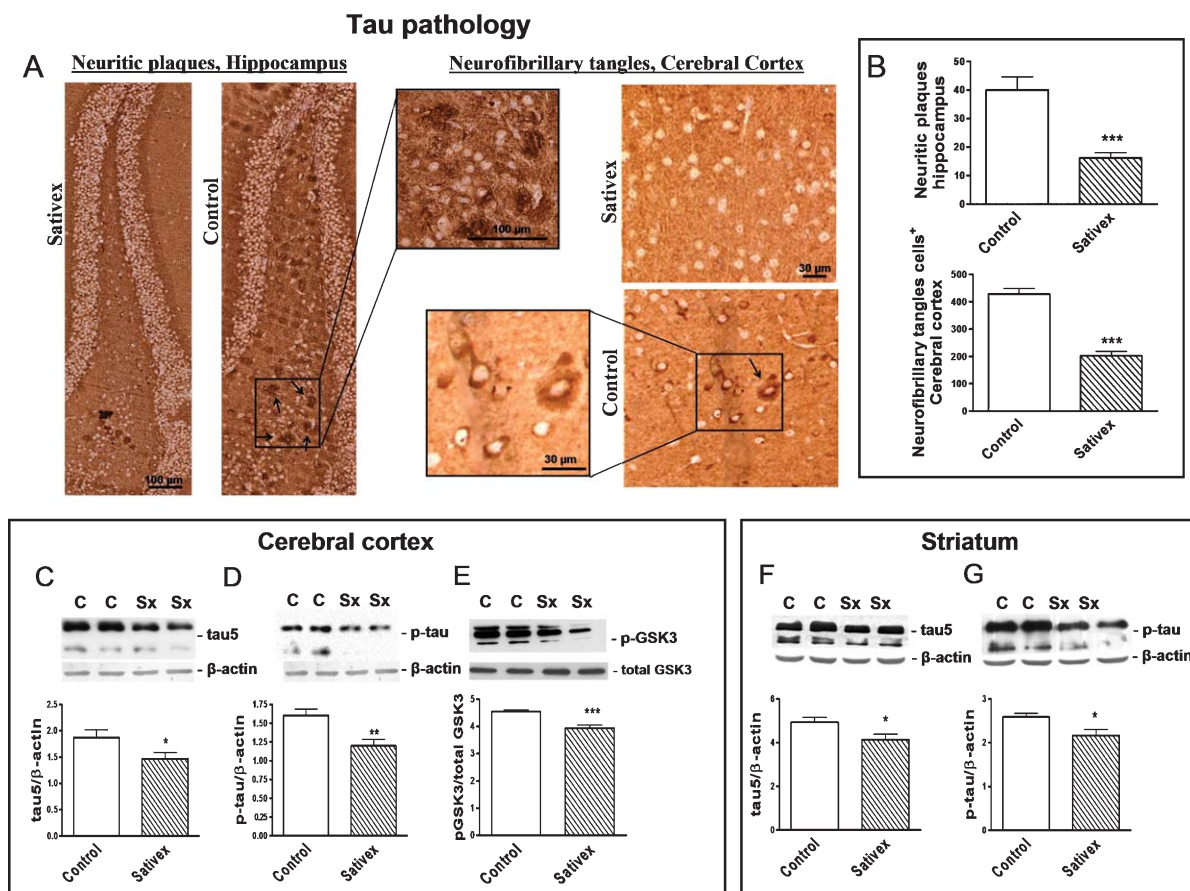 Tau pathology
A
Neuritic plaques, Hippocampus
Neurofibrillary tangles, Cerebral Cortex
Sativex
Control
100 µm
100 µm
Sativex
30 µm
Control
30 µm
B
Neuritic plaques
hippocampus
50
40
30
20
10
0
***
Control
Sativex
Neurofibrillary tangles cells+
Cerebral cortex
500
400
300
200
100
0
***
Control
Sativex
Cerebral cortex
C
C C Sx Sx
- tau5
- β-actin
tau5/β-actin
2.5
2.0
1.5
1.0
0.5
0.0
*
Control
Sativex
D
C C Sx Sx
- p-tau
- β-actin
p-tau/β-actin
1.75
1.50
1.25
1.00
0.75
0.50
0.25
0.00
**
Control
Sativex
E
C C Sx Sx
- p-GSK3
- total GSK3
pGSK3/total GSK3
5
4
3
2
1
0
***
Control
Sativex
Striatum
F
C C Sx Sx
- tau5
- β-actin
tau5/β-actin
6
4
2
0
*
Control
Sativex
G
C C Sx Sx
- p-tau
- β-actin
p-tau/β-actin
3
2
1
0
*
Control
Sativex